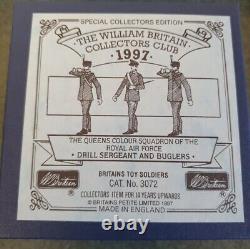 SPECIAL COLLECTORS EDITION
· THE WILLIAM BRITAIN ·
COLLECTORS CLUB
· 1997 ·
THE QUEENS COLOUR SQUADRON OF THE
ROYAL AIR FORCE
· DRILL SERGEANT AND BUGLERS ·
BRITAINS TOY SOLDIERS
CAT. No. 3072
WBritain
WBritain
COLLECTORS ITEM FOR 14 YEARS UPWARDS
© BRITAINS PETITE LIMITED 1997
MADE IN ENGLAND